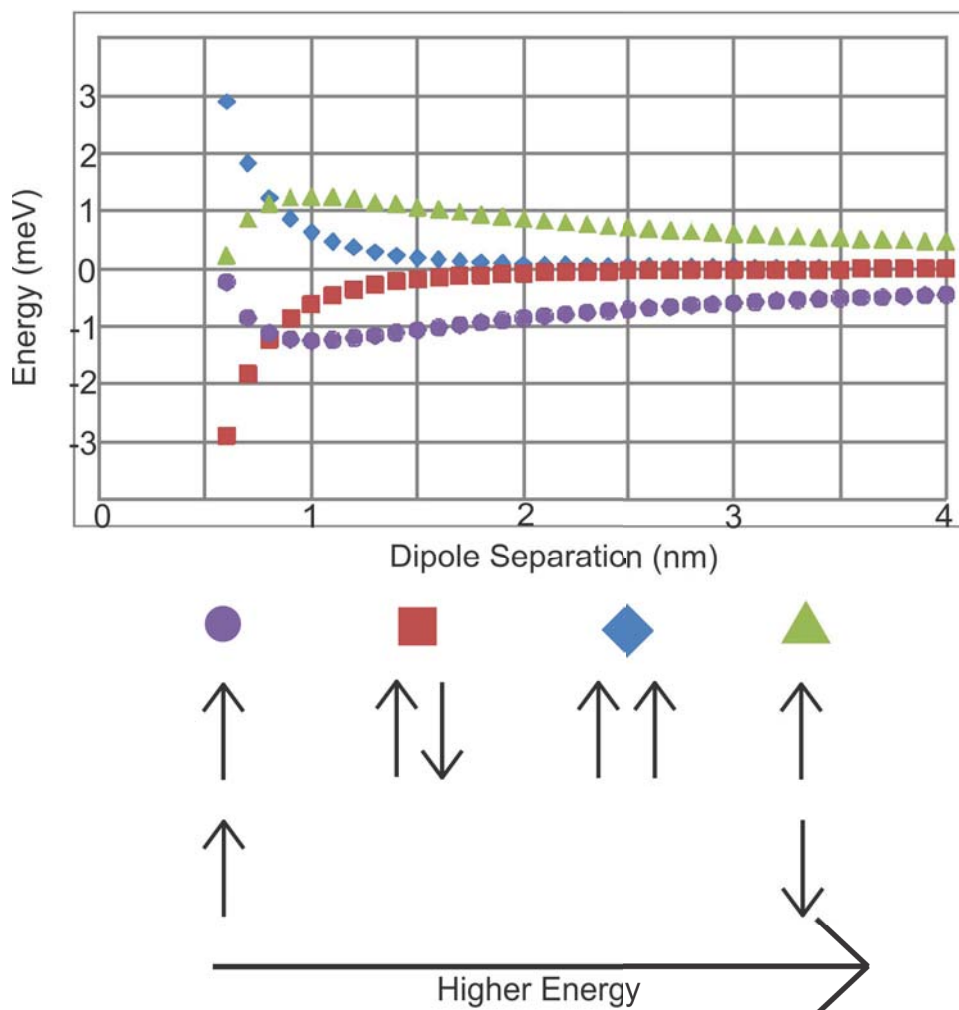 3
2
1
0
-1
-2
-3
Energy (meV)
0 1 2 3 4
Dipole Separation (nm)
Higher Energy